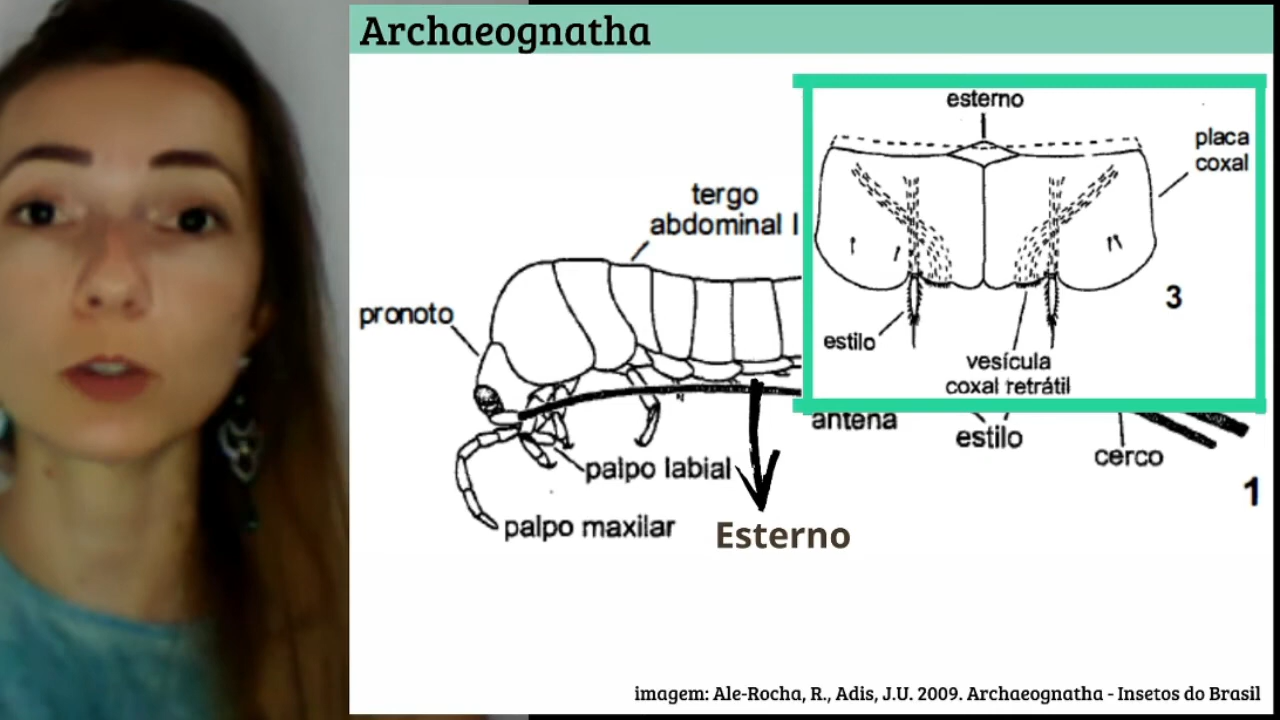 Archaeognatha
esterno
placa
coxal
tergo
abdominal I
pronoto
3
estilo
vesícula
coxal retrátil
antena
estilo
cerco
palpo labial
1
palpo maxilar
Esterno
imagem: Ale-Rocha, R., Adis, J.U. 2009. Archaeognatha - Insetos do Brasil